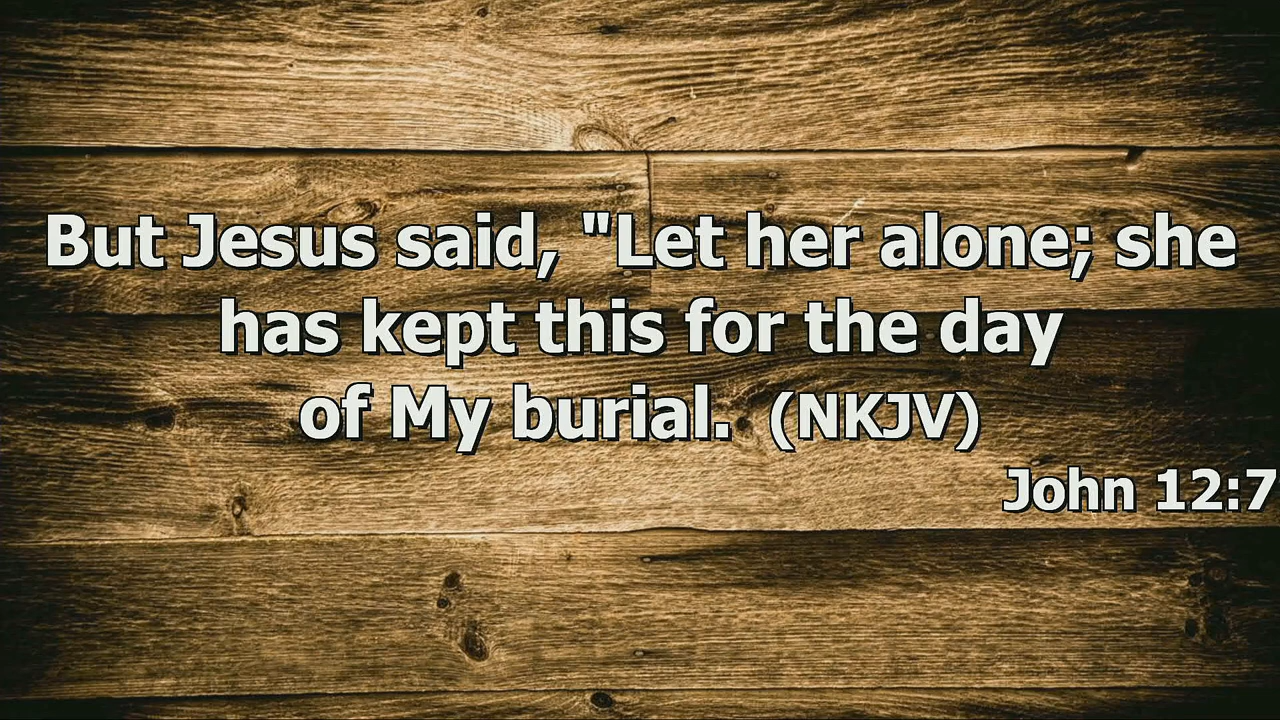 But Jesus said, "Let her alone; she
has kept this for the day
of My burial. (NKJV)
John 12:7